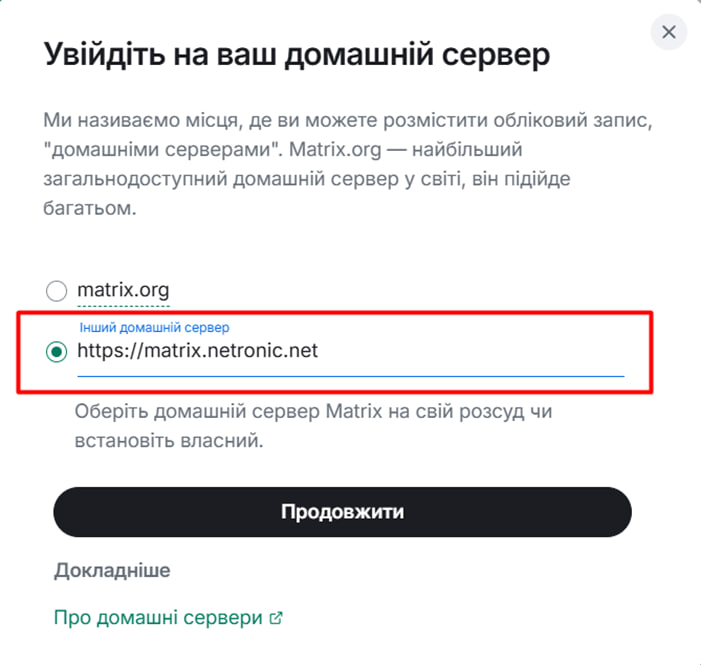 Увійдіть на ваш домашній сервер
Ми називаємо місця, де ви можете розмістити обліковий запис,
"домашніми серверами". Matrix.org — найбільший
загальнодоступний домашній сервер у світі, він підійде
багатьом.
matrix.org
Інший домашній сервер
https://matrix.netronic.net
Оберіть домашній сервер Matrix на свій розсуд чи
встановіть власний.
Продовжити
Докладніше
Про домашні сервери